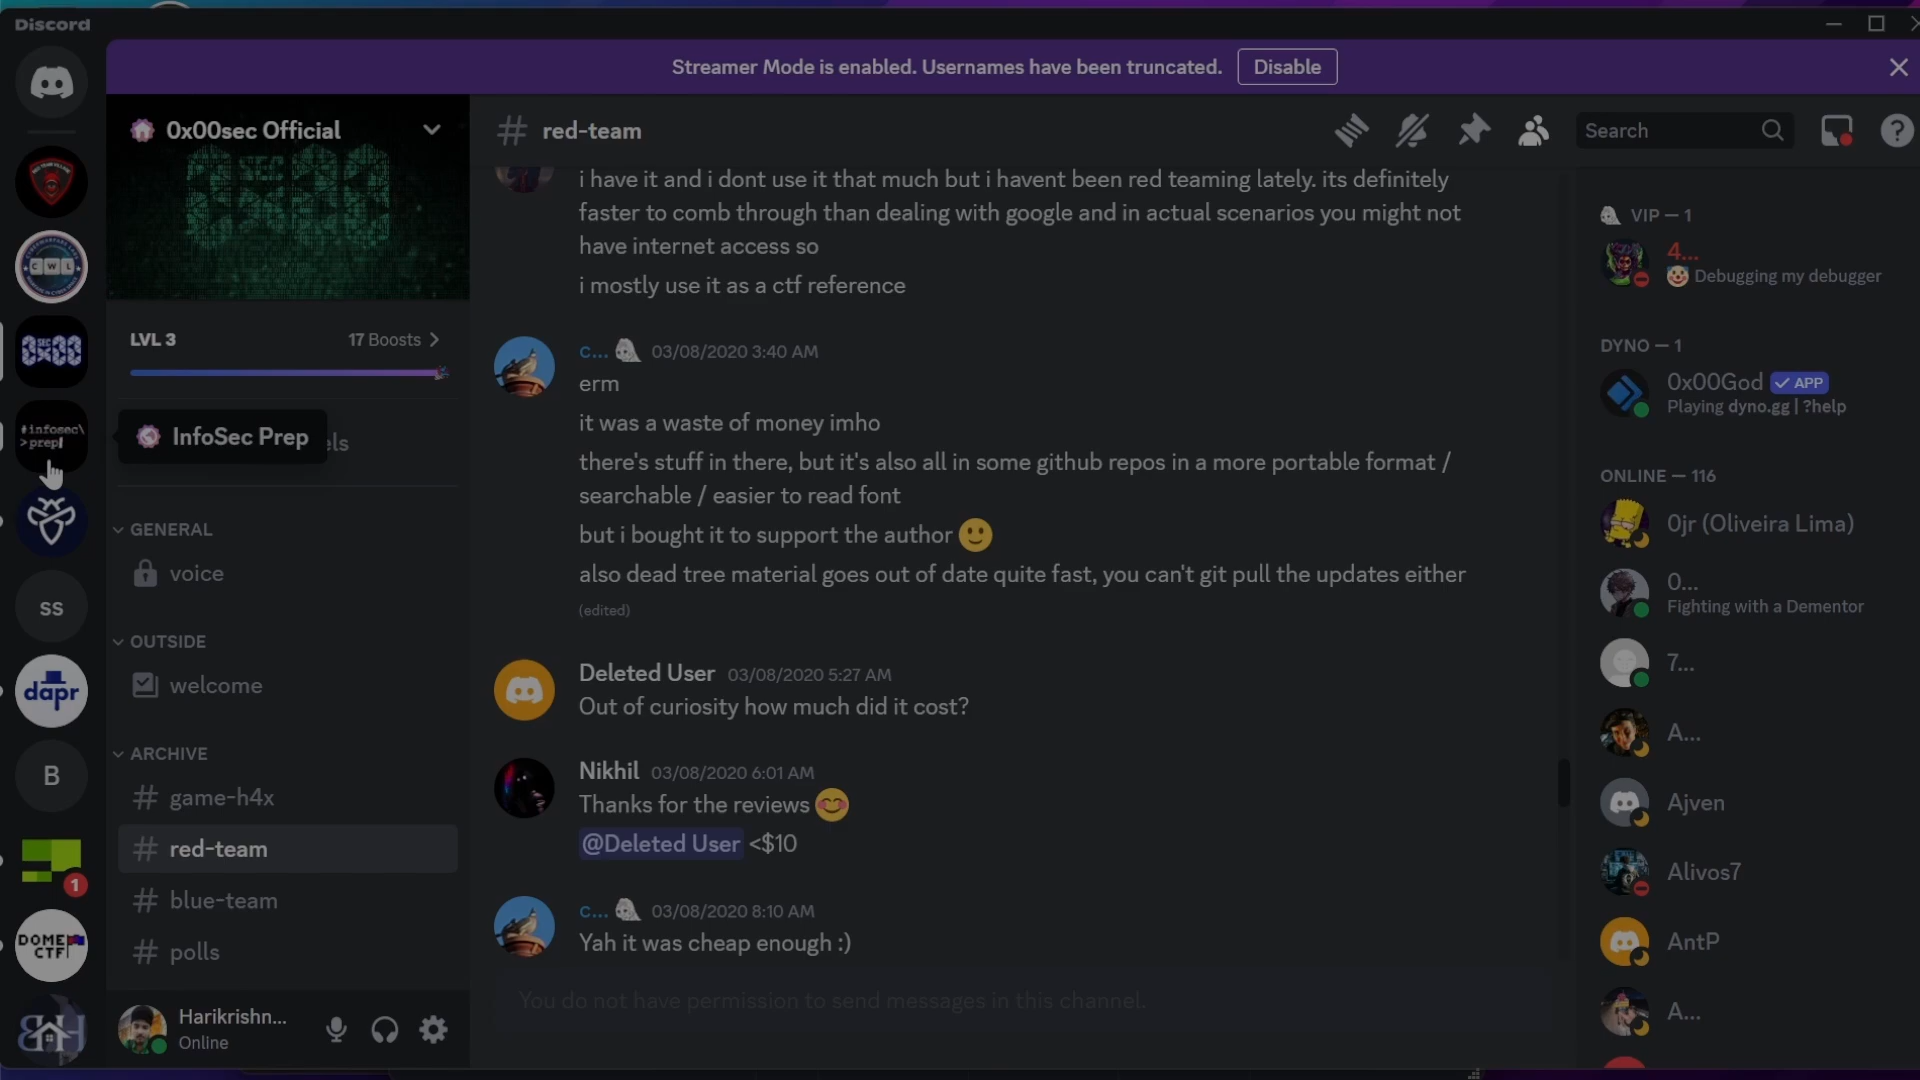 Discord
Streamer Mode is enabled. Usernames have been truncated.
Disable
0x00sec Official
LVL 3
17 Boosts
#infosec\
>prep
InfoSec Prep
els
GENERAL
voice
OUTSIDE
welcome
ARCHIVE
game-h4x
red-team
blue-team
polls
CWL
SEC
0x00
ss
dapr
B
1
DOME
CTF
Harikrishn...
Online
# red-team
Search
i have it and i dont use it that much but i havent been red teaming lately. its definitely
faster to comb through than dealing with google and in actual scenarios you might not
have internet access so
i mostly use it as a ctf reference
c... 03/08/2020 3:40 AM
erm
it was a waste of money imho
there's stuff in there, but it's also all in some github repos in a more portable format /
searchable / easier to read font
but i bought it to support the author 🙂
also dead tree material goes out of date quite fast, you can't git pull the updates either
(edited)
Deleted User 03/08/2020 5:27 AM
Out of curiosity how much did it cost?
Nikhil 03/08/2020 6:01 AM
Thanks for the reviews 😊
@Deleted User <$10
c... 03/08/2020 8:10 AM
Yah it was cheap enough :)
You do not have permission to send messages in this channel.
VIP — 1
4...
🤡 Debugging my debugger
DYNO — 1
0x00God ✓ APP
Playing dyno.gg | ?help
ONLINE — 116
0jr (Oliveira Lima)
0...
Fighting with a Dementor
7...
A...
Ajven
Alivos7
AntP
A...